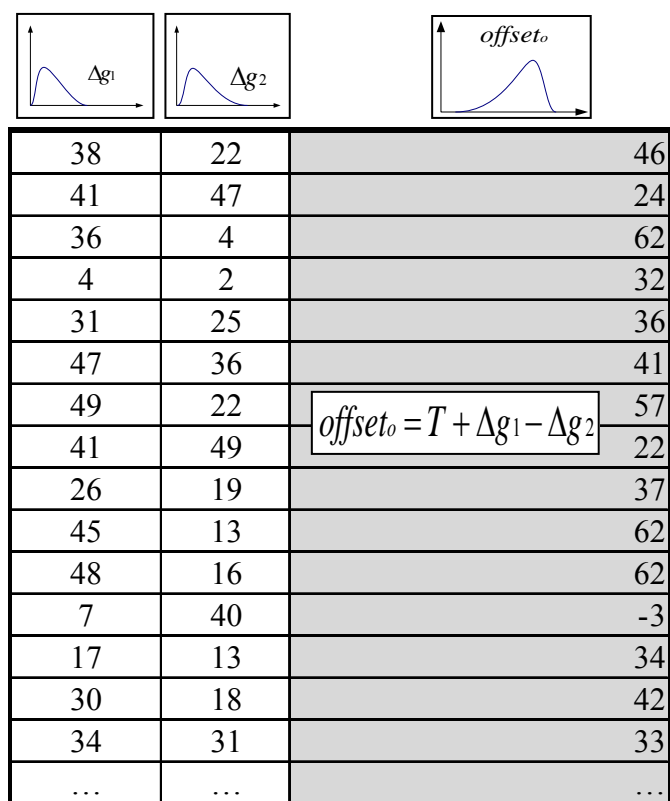 Δg1 Δg2 offseto
38 22 46
41 47 24
36 4 62
4 2 32
31 25 36
47 36 41
49 22 57
offseto = T + Δg1 − Δg2
41 49 22
26 19 37
45 13 62
48 16 62
7 40 -3
17 13 34
30 18 42
34 31 33
… … …